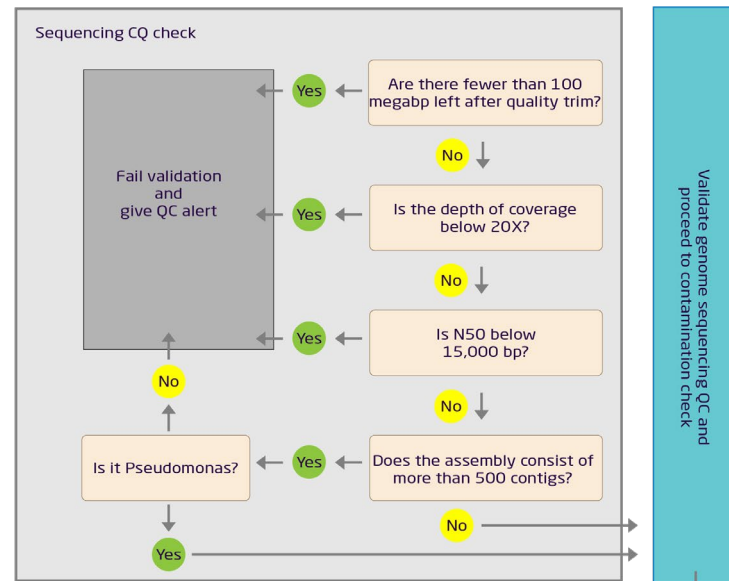 Sequencing CQ check
Are there fewer than 100
megabp left after quality trim?
Yes
No
Fail validation
and
give QC alert
Is the depth of coverage
below 20X?
Yes
No
Is N50 below
15,000 bp?
Yes
No
No
Does the assembly consist of
more than 500 contigs?
Yes
Is it Pseudomonas?
No
Yes
Validate genome sequencing QC and
proceed to contamination check